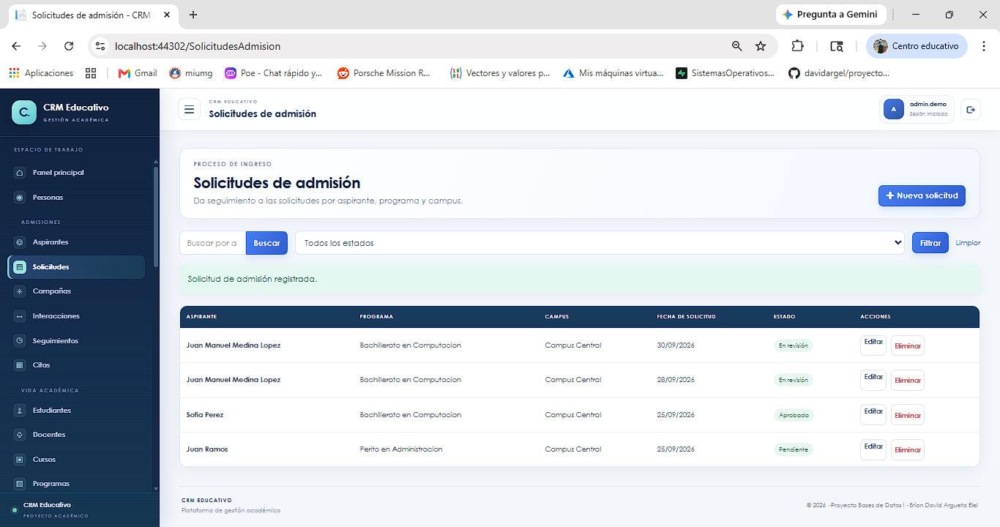 Solicitudes de admisión - CRM
Pregunta a Gemini
localhost:44302/SolicitudesAdmision
Centro educativo
Aplicaciones
Gmail
miumg
Poe - Chat rápido y...
Porsche Mission R...
Vectores y valores p...
Mis máquinas virtua...
SistemasOperativos...
davidargel/proyecto...
C.
CRM Educativo
GESTIÓN ACADÉMICA
ESPACIO DE TRABAJO
Panel principal
Personas
ADMISIONES
Aspirantes
Solicitudes
Campañas
Interacciones
Seguimientos
Citas
VIDA ACADÉMICA
Estudiantes
Docentes
Cursos
Programas
CRM Educativo
PROYECTO ACADÉMICO
CRM EDUCATIVO
Solicitudes de admisión
A
admin.demo
Sesión iniciada
PROCESO DE INGRESO
Solicitudes de admisión
Da seguimiento a las solicitudes por aspirante, programa y campus.
+ Nueva solicitud
Buscar por a
Buscar
Todos los estados
Filtrar
Limpiar
Solicitud de admisión registrada.
ASPIRANTE PROGRAMA CAMPUS FECHA DE SOLICITUD ESTADO ACCIONES
Juan Manuel Medina Lopez Bachillerato en Computacion Campus Central 30/09/2026 En revisión Editar Eliminar
Juan Manuel Medina Lopez Bachillerato en Computacion Campus Central 28/09/2026 En revisión Editar Eliminar
Sofia Perez Bachillerato en Computacion Campus Central 25/09/2026 Aprobada Editar Eliminar
Juan Ramos Perito en Administracion Campus Central 25/09/2026 Pendiente Editar Eliminar
CRM EDUCATIVO
Plataforma de gestión académica
© 2026 · Proyecto Bases de Datos I · Brian David Argueta Elel